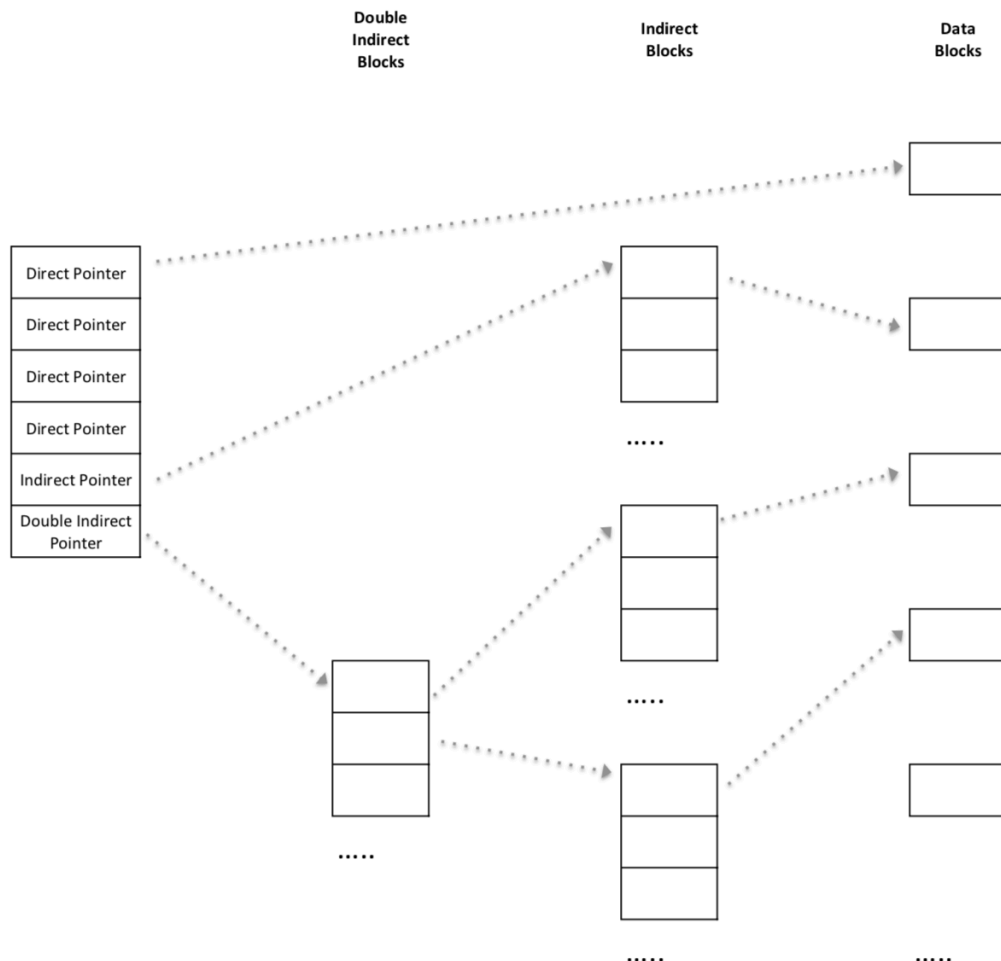 Double
Indirect
Blocks
Indirect
Blocks
Data
Blocks
Direct Pointer
Direct Pointer
Direct Pointer
Direct Pointer
Indirect Pointer
Double Indirect
Pointer
.....
.....
.....
.....
.....